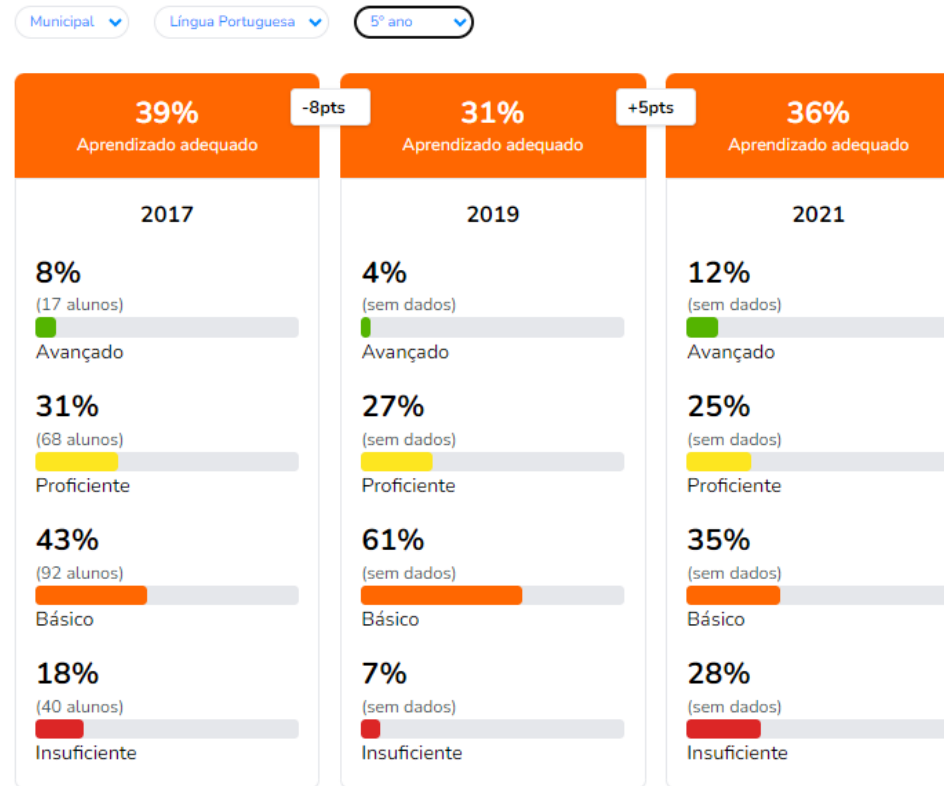 Municipal
Língua Portuguesa
5º ano
39%
Aprendizado adequado
-8pts
31%
Aprendizado adequado
+5pts
36%
Aprendizado adequado
2017
8%
(17 alunos)
Avançado
31%
(68 alunos)
Proficiente
43%
(92 alunos)
Básico
18%
(40 alunos)
Insuficiente
2019
4%
(sem dados)
Avançado
27%
(sem dados)
Proficiente
61%
(sem dados)
Básico
7%
(sem dados)
Insuficiente
2021
12%
(sem dados)
Avançado
25%
(sem dados)
Proficiente
35%
(sem dados)
Básico
28%
(sem dados)
Insuficiente